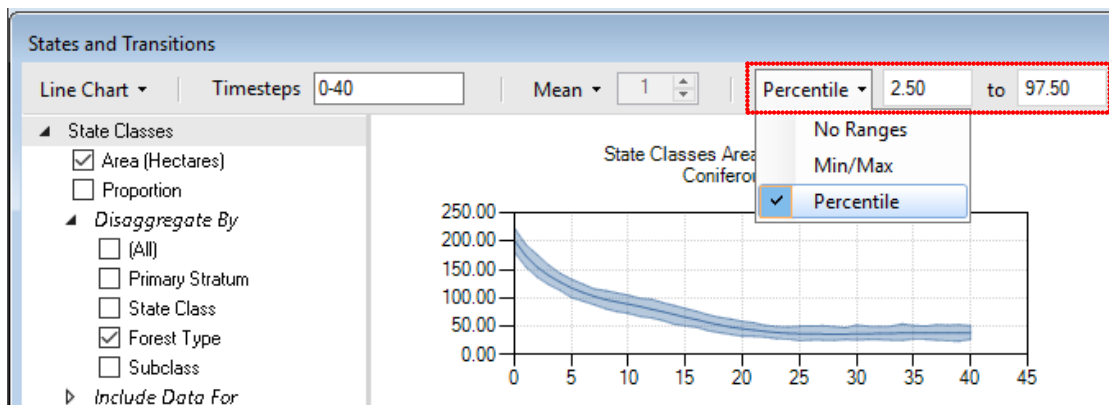 States and Transitions
Line Chart Timesteps 0-40 Mean 1 Percentile 2.50 to 97.50
No Ranges
Min/Max
Percentile
State Classes
Area (Hectares)
Proportion
Disaggregate By
(All)
Primary Stratum
State Class
Forest Type
Subclass
Include Data For
State Classes Area
Conifero
250.00
200.00
150.00
100.00
50.00
0.00
0 5 10 15 20 25 30 35 40 45